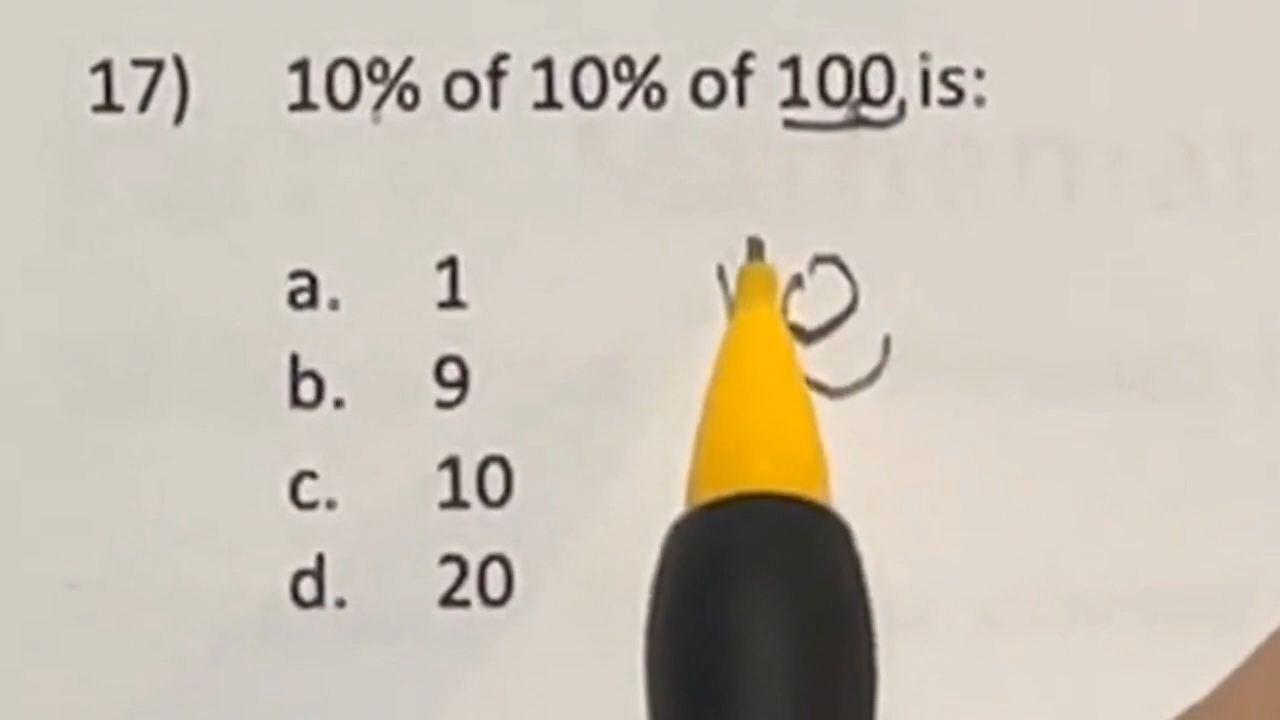 17) 10% of 10% of 100 is:
a. 1
b. 9
c. 10
d. 20